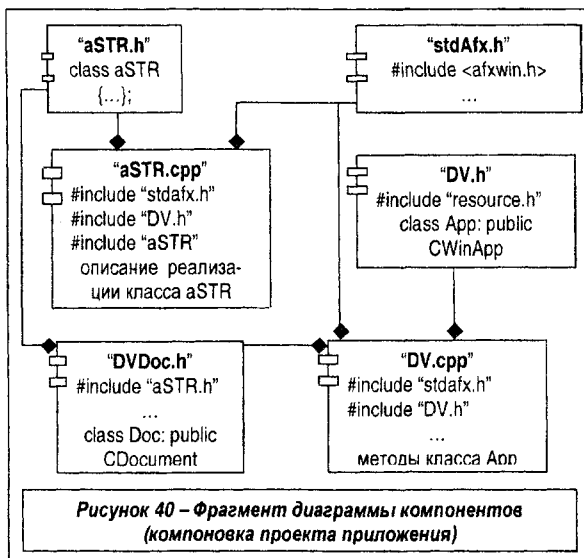 “aSTR.h”
class aSTR
{...};
“stdAfx.h”
#include <afxwin.h>
...
“aSTR.cpp”
#include “stdafx.h”
#include “DV.h”
#include “aSTR”
описание реализа-
ции класса aSTR
“DV.h”
#include “resource.h”
class App: public
CWinApp
“DVDoc.h”
#include “aSTR.h”
...
class Doc: public
CDocument
“DV.cpp”
#include “stdafx.h”
#include “DV.h”
...
методы класса App
Рисунок 40 – Фрагмент диаграммы компонентов
(компоновка проекта приложения)